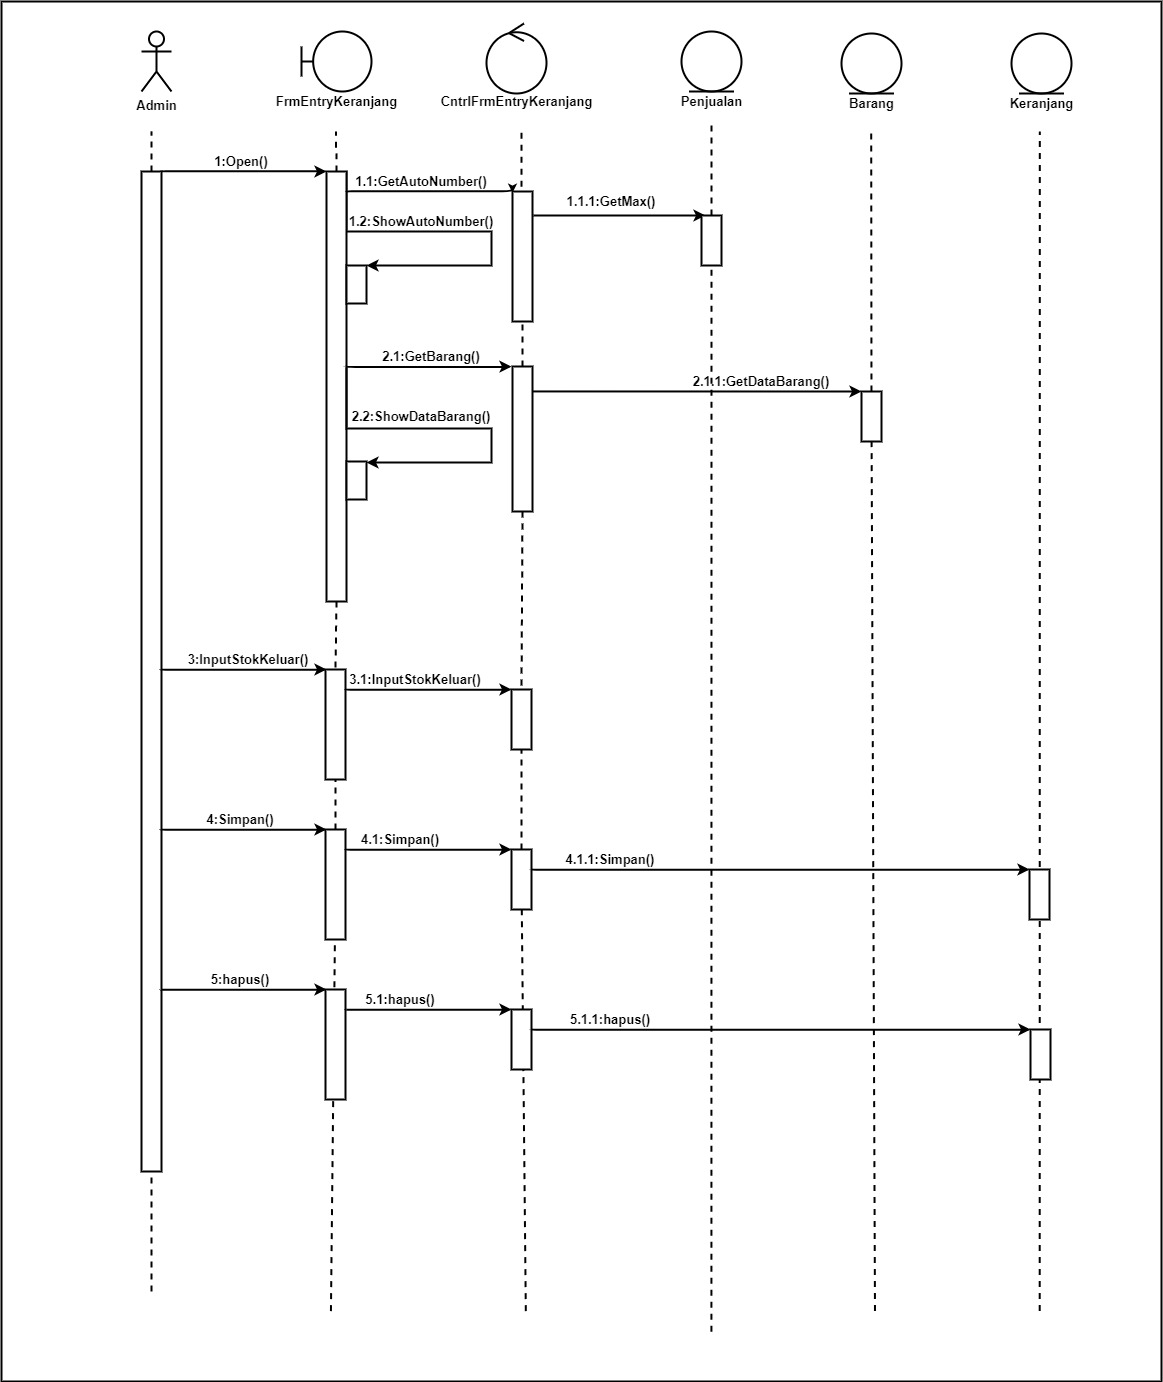 Admin
FrmEntryKeranjang
CntrlFrmEntryKeranjang
Penjualan
Barang
Keranjang
1:Open()
1.1:GetAutoNumber()
1.1.1:GetMax()
1.2:ShowAutoNumber()
2.1:GetBarang()
2.1.1:GetDataBarang()
2.2:ShowDataBarang()
3:InputStokKeluar()
3.1:InputStokKeluar()
4:Simpan()
4.1:Simpan()
4.1.1:Simpan()
5:hapus()
5.1:hapus()
5.1.1:hapus()